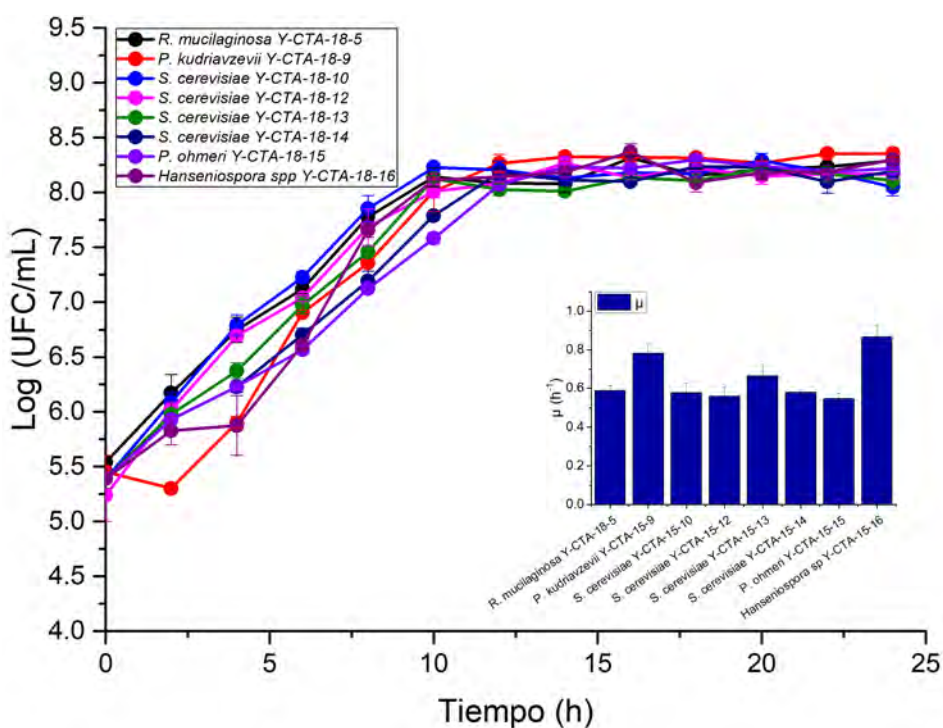 9.5
9.0
8.5
8.0
7.5
7.0
6.5
6.0
5.5
5.0
4.5
4.0
Log (UFC/mL)
R. mucilaginosa Y-CTA-18-5
P. kudriavzevii Y-CTA-18-9
S. cerevisiae Y-CTA-18-10
S. cerevisiae Y-CTA-18-12
S. cerevisiae Y-CTA-18-13
S. cerevisiae Y-CTA-18-14
P. ohmeri Y-CTA-18-15
Hanseniospora spp Y-CTA-18-16
μ
1.0
0.8
0.6
0.4
0.2
0.0
μ (h⁻¹)
R. mucilaginosa Y-CTA-18-5
P. kudriavzevii Y-CTA-15-9
S. cerevisiae Y-CTA-15-10
S. cerevisiae Y-CTA-15-12
S. cerevisiae Y-CTA-15-13
S. cerevisiae Y-CTA-15-14
P. ohmeri Y-CTA-15-15
Hanseniospora sp Y-CTA-15-16
0 5 10 15 20 25
Tiempo (h)